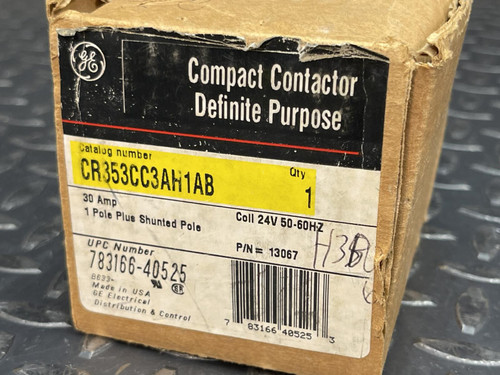 GE
Compact Contactor
Definite Purpose
Catalog number
Qty
CR353CC3AH1AB
1
30 Amp
Coil 24V 50-60HZ
1 Pole Plus Shunted Pole
P/N= 13067
UPC Number
783166-40525
8633-
Made in USA
GE Electrical
Distribution & Control
7 83166 40525 3